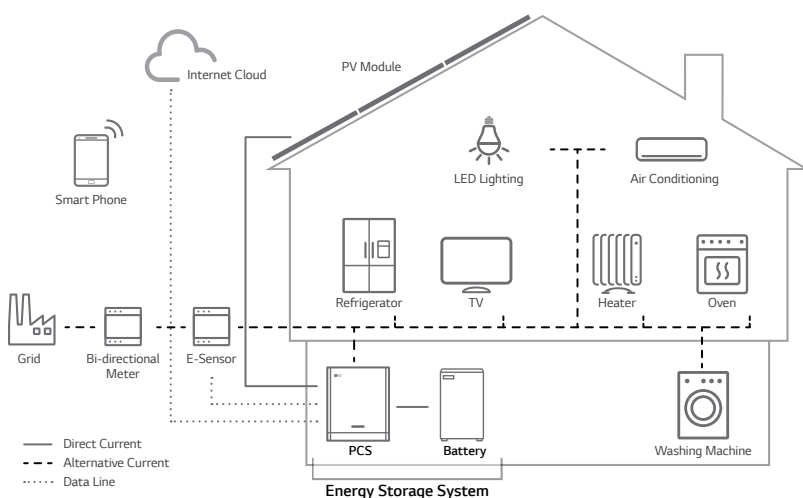 PV Module
Internet Cloud
Smart Phone
LED Lighting
Air Conditioning
Refrigerator
TV
Heater
Oven
Grid
Bi-directional
Meter
E-Sensor
PCS
Battery
Washing Machine
Direct Current
Alternative Current
Data Line
Energy Storage System